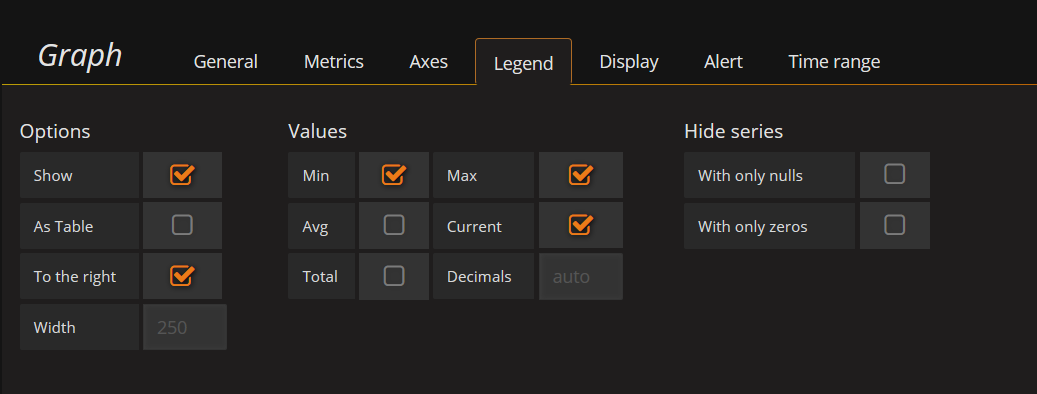 Graph General Metrics Axes Legend Display Alert Time range
Options Values Hide series
Show Min Max With only nulls
As Table Avg Current With only zeros
To the right Total Decimals auto
Width 250